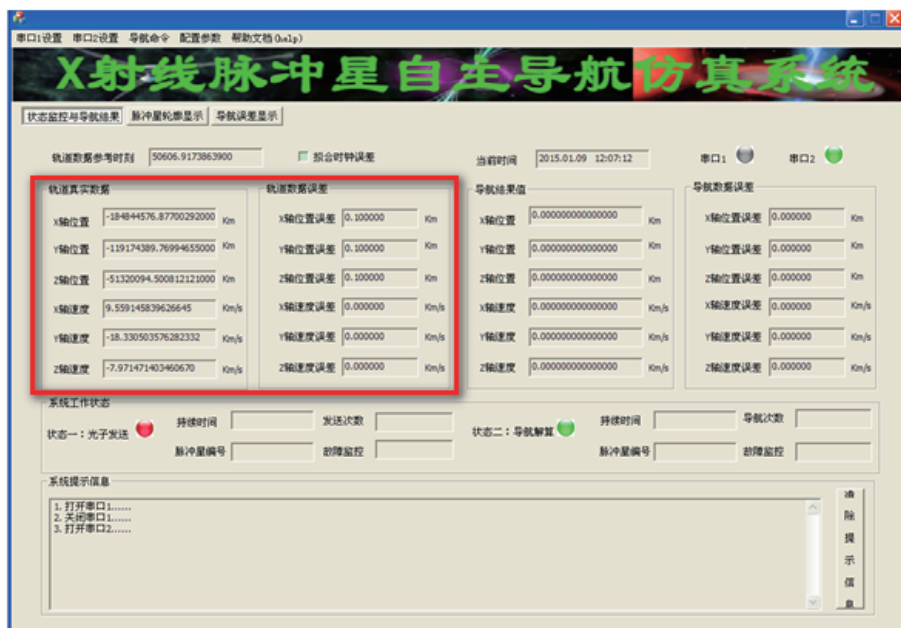 串口1设置 串口2设置 导航命令 配置参数 帮助文档(help)
X射线脉冲星自主导航仿真系统
状态监控与导航结果 脉冲星轮廓显示 导航误差显示
轨道数据参考时刻 50606.9173863900 拟合时钟误差 当前时间 2015.01.09 12:07:12 串口1 串口2
轨道真实数据
X轴位置 -184844576.87700292000 Km
Y轴位置 -119174389.76994655000 Km
Z轴位置 -51320094.500812121000 Km
X轴速度 9.559145839626645 Km/s
Y轴速度 -18.330503576282332 Km/s
Z轴速度 -7.971471403460670 Km/s
轨道数据误差
X轴位置误差 0.100000 Km
Y轴位置误差 0.100000 Km
Z轴位置误差 0.100000 Km
X轴速度误差 0.000000 Km/s
Y轴速度误差 0.000000 Km/s
Z轴速度误差 0.000000 Km/s
导航结果值
X轴位置 0.000000000000000 Km
Y轴位置 0.000000000000000 Km
Z轴位置 0.000000000000000 Km
X轴速度 0.000000000000000 Km/s
Y轴速度 0.000000000000000 Km/s
Z轴速度 0.000000000000000 Km/s
导航数据误差
X轴位置误差 0.000000 Km
Y轴位置误差 0.000000 Km
Z轴位置误差 0.000000 Km
X轴速度误差 0.000000 Km/s
Y轴速度误差 0.000000 Km/s
Z轴速度误差 0.000000 Km/s
系统工作状态
状态一：光子发送 持续时间 发送次数
脉冲星编号 故障监控
状态二：导航解算 持续时间 导航次数
脉冲星编号 故障监控
系统提示信息
1. 打开串口1......
2. 关闭串口1......
3. 打开串口2......
清除提示信息